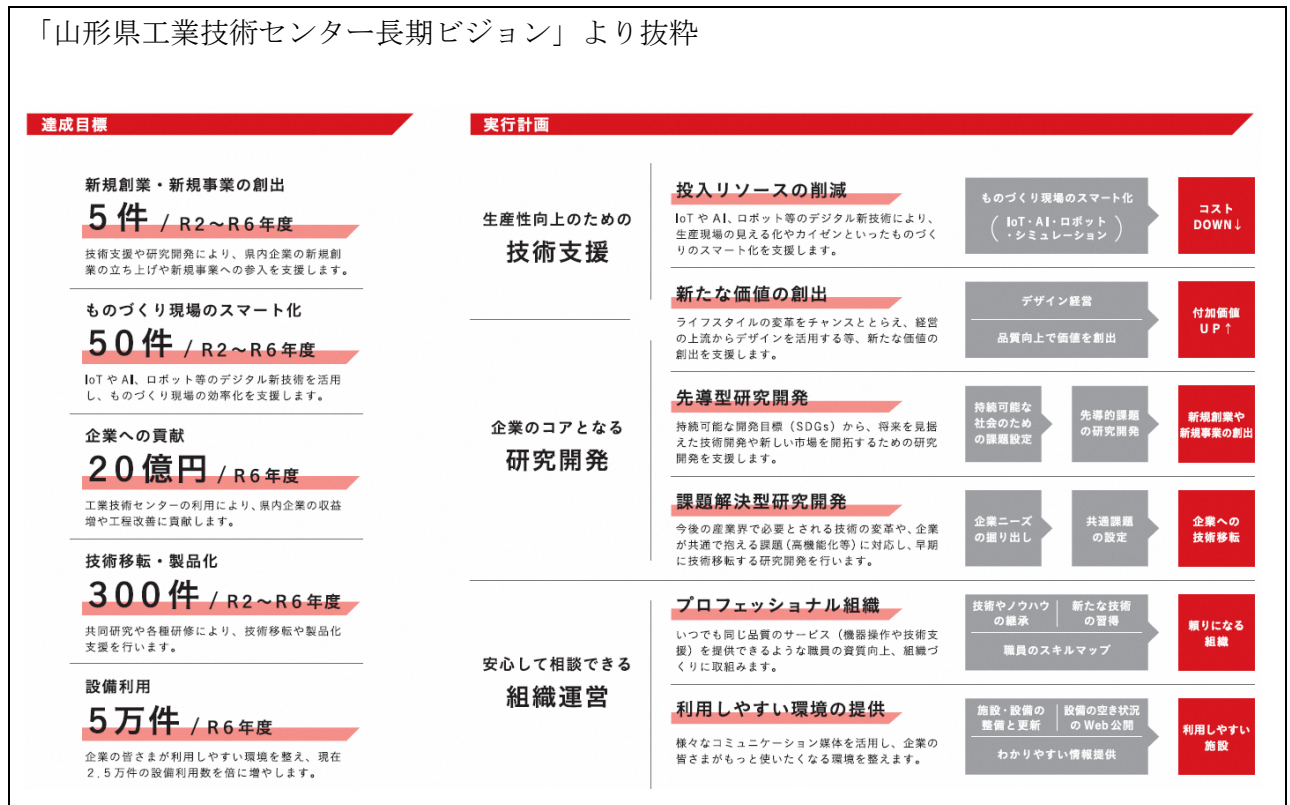 「山形県工業技術センター長期ビジョン」より抜粋
達成目標
新規創業・新規事業の創出
5件 / R2～R6年度
技術支援や研究開発により、県内企業の新規創
業の立ち上げや新規事業への参入を支援します。
ものづくり現場のスマート化
50件 / R2～R6年度
IoT や AI、ロボット等のデジタル新技術を活用
し、ものづくり現場の効率化を支援します。
企業への貢献
20億円 / R6年度
工業技術センターの利用により、県内企業の収益
増や工程改善に貢献します。
技術移転・製品化
300件 / R2～R6年度
共同研究や各種研修により、技術移転や製品化
支援を行います。
設備利用
5万件 / R6年度
企業の皆さまが利用しやすい環境を整え、現在
2.5万件の設備利用数を倍に増やします。
実行計画
生産性向上のための
技術支援
投入リソースの削減
IoT や AI、ロボット等のデジタル新技術により、
生産現場の見える化やカイゼンといったものづく
りのスマート化を支援します。
ものづくり現場のスマート化
（IoT・AI・ロボット
・シミュレーション）
コスト
DOWN↓
新たな価値の創出
ライフスタイルの変革をチャンスととらえ、経営
の上流からデザインを活用する等、新たな価値の
創出を支援します。
デザイン経営
品質向上で価値を創出
付加価値
UP↑
企業のコアとなる
研究開発
先導型研究開発
持続可能な開発目標（SDGs）から、将来を見据
えた技術開発や新しい市場を開拓するための研究
開発を支援します。
持続可能な
社会のため
の課題設定
先導的課題
の研究開発
新規創業や
新規事業の創出
課題解決型研究開発
今後の産業界で必要とされる技術の変革や、企業
が共通で抱える課題（高機能化等）に対応し、早期
に技術移転する研究開発を行います。
企業ニーズ
の掘り出し
共通課題
の設定
企業への
技術移転
安心して相談できる
組織運営
プロフェッショナル組織
いつでも同じ品質のサービス（機器操作や技術支
援）を提供できるような職員の資質向上、組織づ
くりに取組みます。
技術やノウハウ
の継承
新たな技術
の習得
職員のスキルマップ
頼りになる
組織
利用しやすい環境の提供
様々なコミュニケーション媒体を活用し、企業の
皆さまがもっと使いたくなる環境を整えます。
施設・設備の
整備と更新
設備の空き状況
のWeb公開
わかりやすい情報提供
利用しやすい
施設